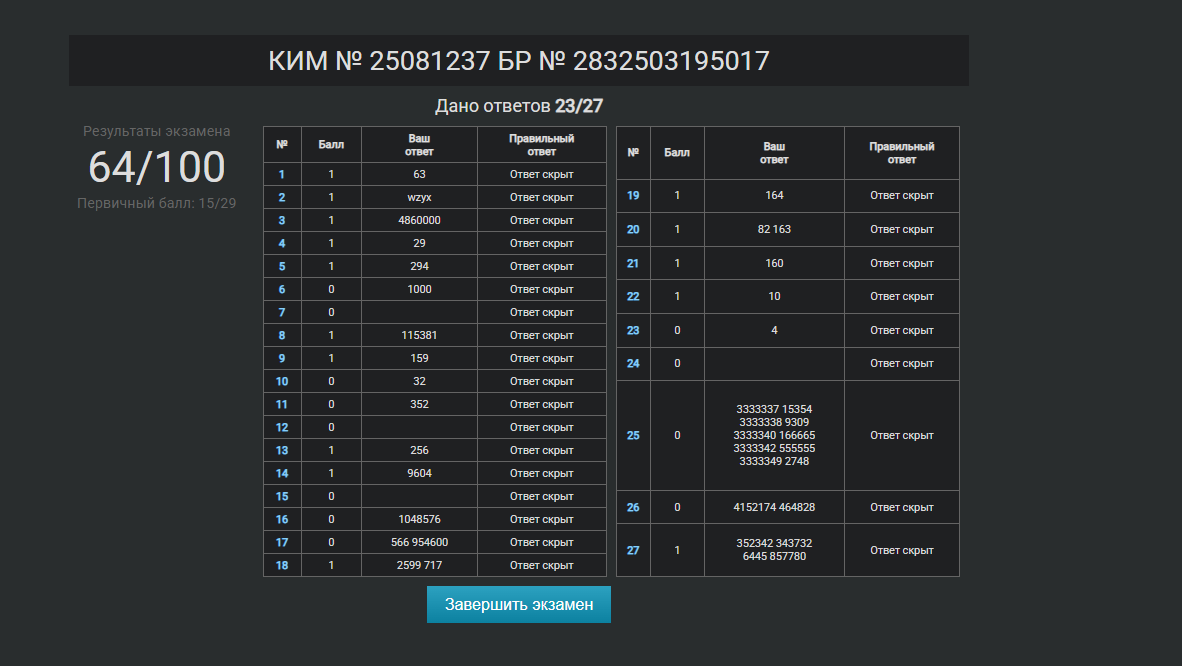 КИМ № 25081237 БР № 2832503195017
Дано ответов 23/27
Результаты экзамена
64/100
Первичный балл: 15/29
№ Балл Ваш ответ Правильный ответ
1 1 63 Ответ скрыт
2 1 wzyx Ответ скрыт
3 1 4860000 Ответ скрыт
4 1 29 Ответ скрыт
5 1 294 Ответ скрыт
6 0 1000 Ответ скрыт
7 0 Ответ скрыт
8 1 115381 Ответ скрыт
9 1 159 Ответ скрыт
10 0 32 Ответ скрыт
11 0 352 Ответ скрыт
12 0 Ответ скрыт
13 1 256 Ответ скрыт
14 1 9604 Ответ скрыт
15 0 Ответ скрыт
16 0 1048576 Ответ скрыт
17 0 566 954600 Ответ скрыт
18 1 2599 717 Ответ скрыт
№ Балл Ваш ответ Правильный ответ
19 1 164 Ответ скрыт
20 1 82 163 Ответ скрыт
21 1 160 Ответ скрыт
22 1 10 Ответ скрыт
23 0 4 Ответ скрыт
24 0 Ответ скрыт
25 0 3333337 15354
3333338 9309
3333340 166665
3333342 555555
3333349 2748
Ответ скрыт
26 0 4152174 464828 Ответ скрыт
27 1 352342 343732
6445 857780
Ответ скрыт
Завершить экзамен